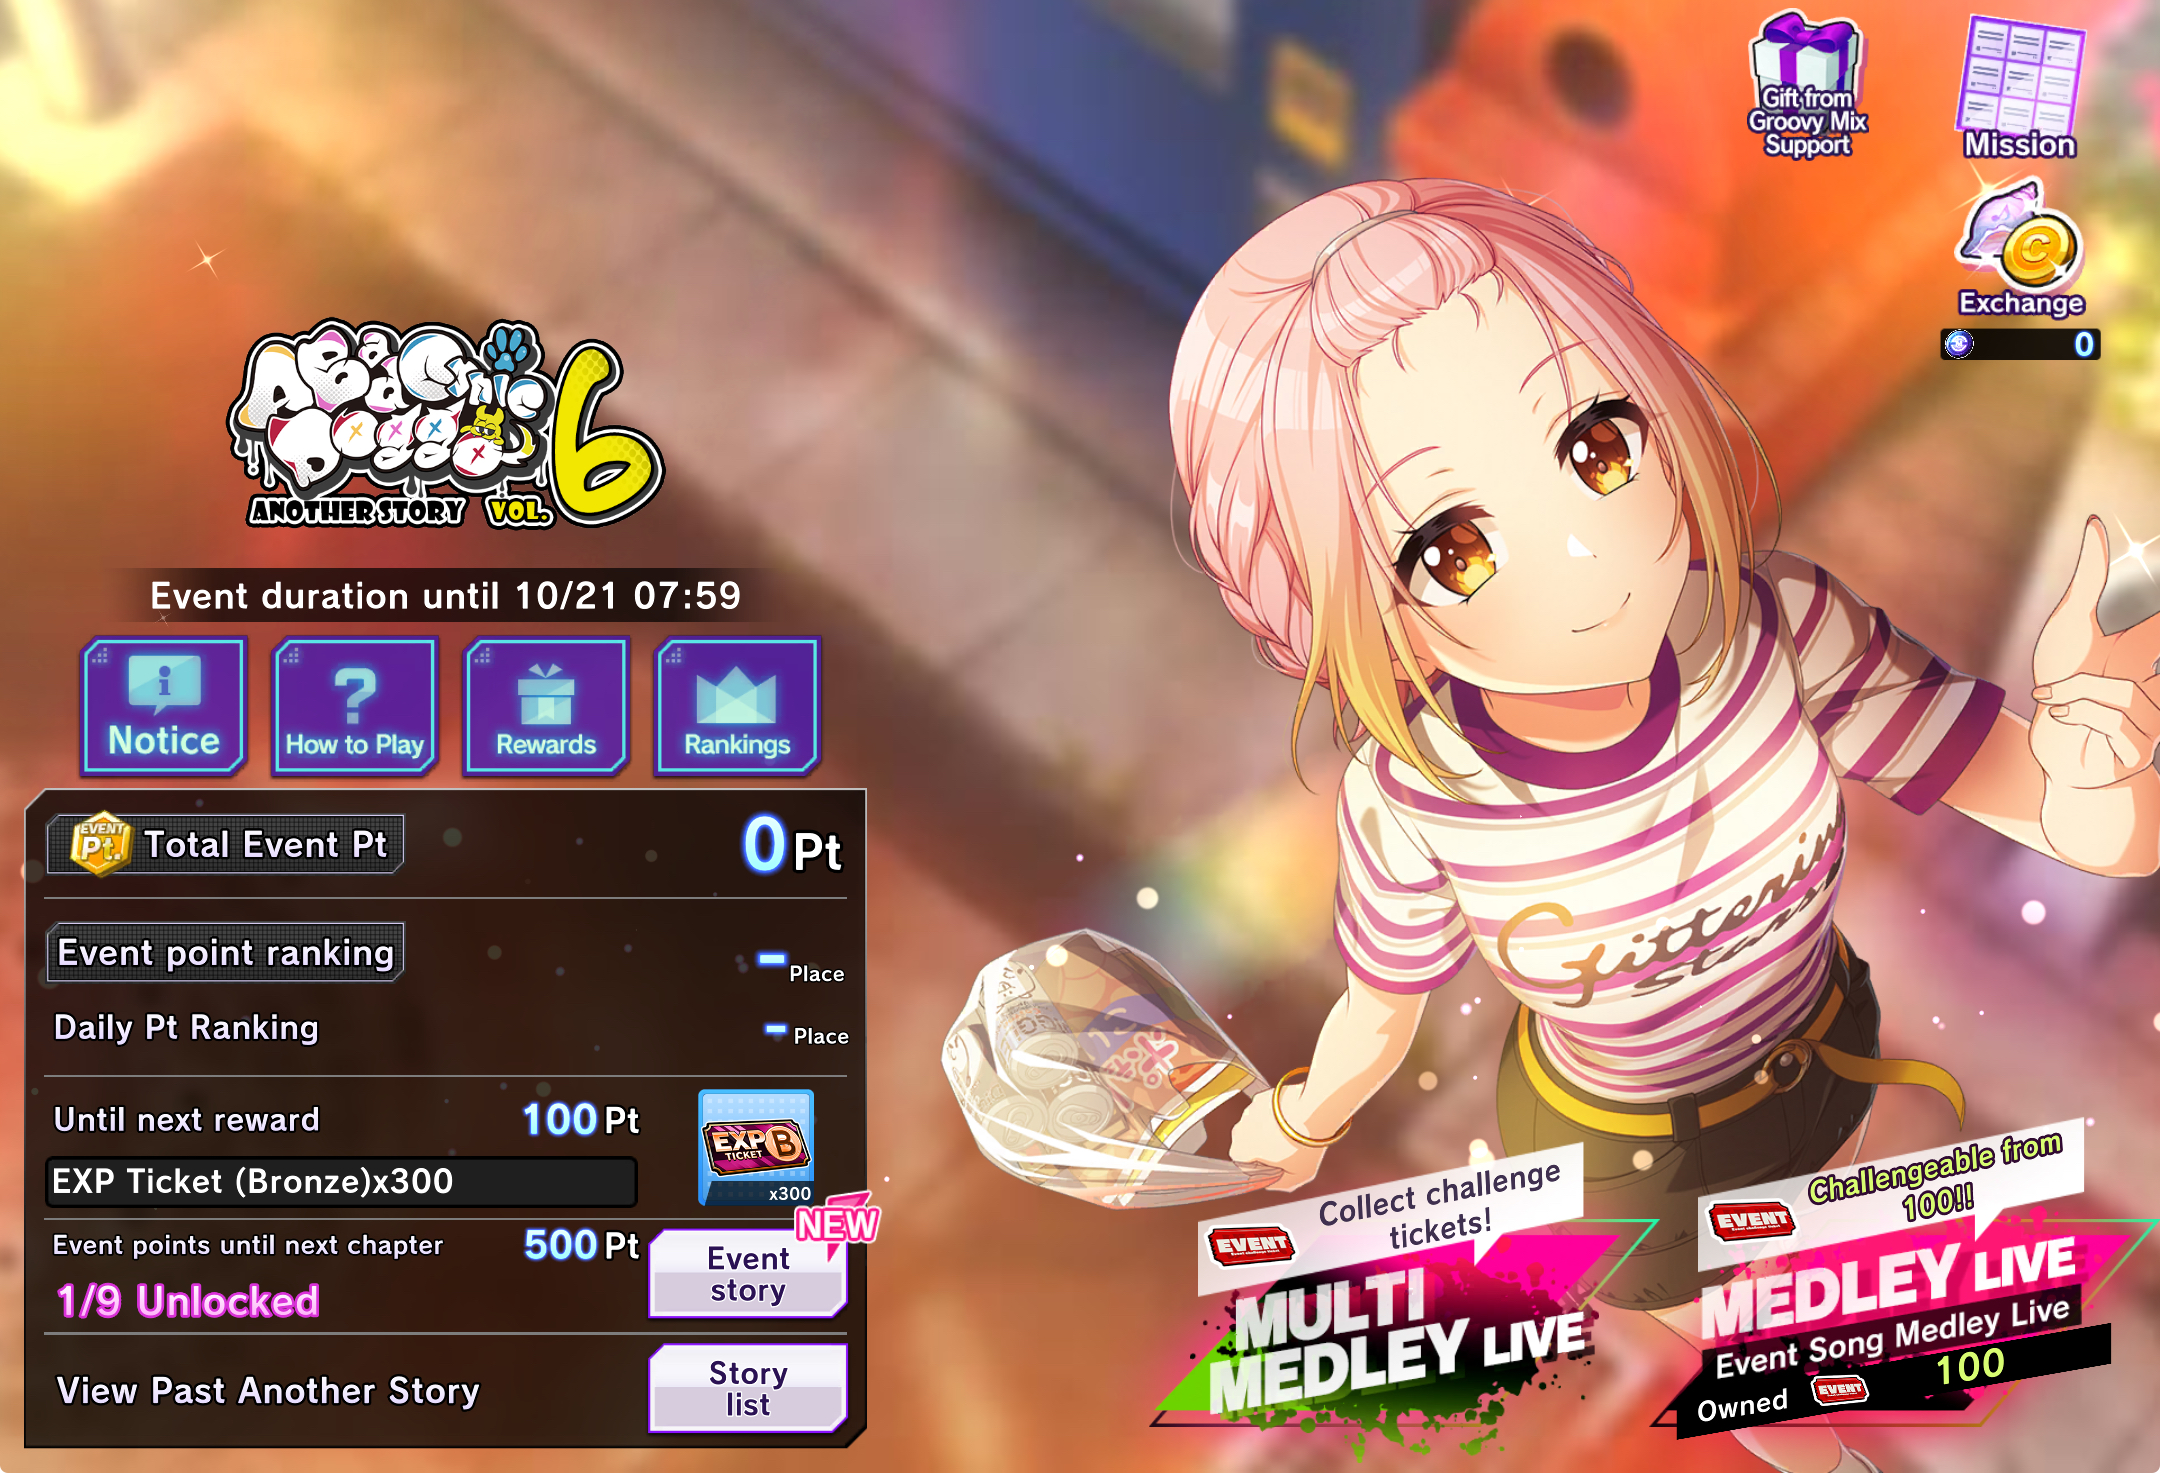 Gift from
Groovy Mix
Support
Mission
Exchange
0
ABaaCnic
Doggo
ANOTHER STORY VOL. 6
Event duration until 10/21 07:59
Notice
How to Play
Rewards
Rankings
EVENT
Pt.
Total Event Pt
0 Pt
Event point ranking
- Place
Daily Pt Ranking
- Place
Until next reward
100 Pt
EXP Ticket (Bronze)x300
EXP B
TICKET
x300
NEW
Event points until next chapter
500 Pt
1/9 Unlocked
Event
story
View Past Another Story
Story
list
Glittering
Stars
EVENT
Collect challenge
tickets!
MULTI
MEDLEY LIVE
EVENT
Challengeable from
100!!
MEDLEY LIVE
Event Song Medley Live
Owned
EVENT
100